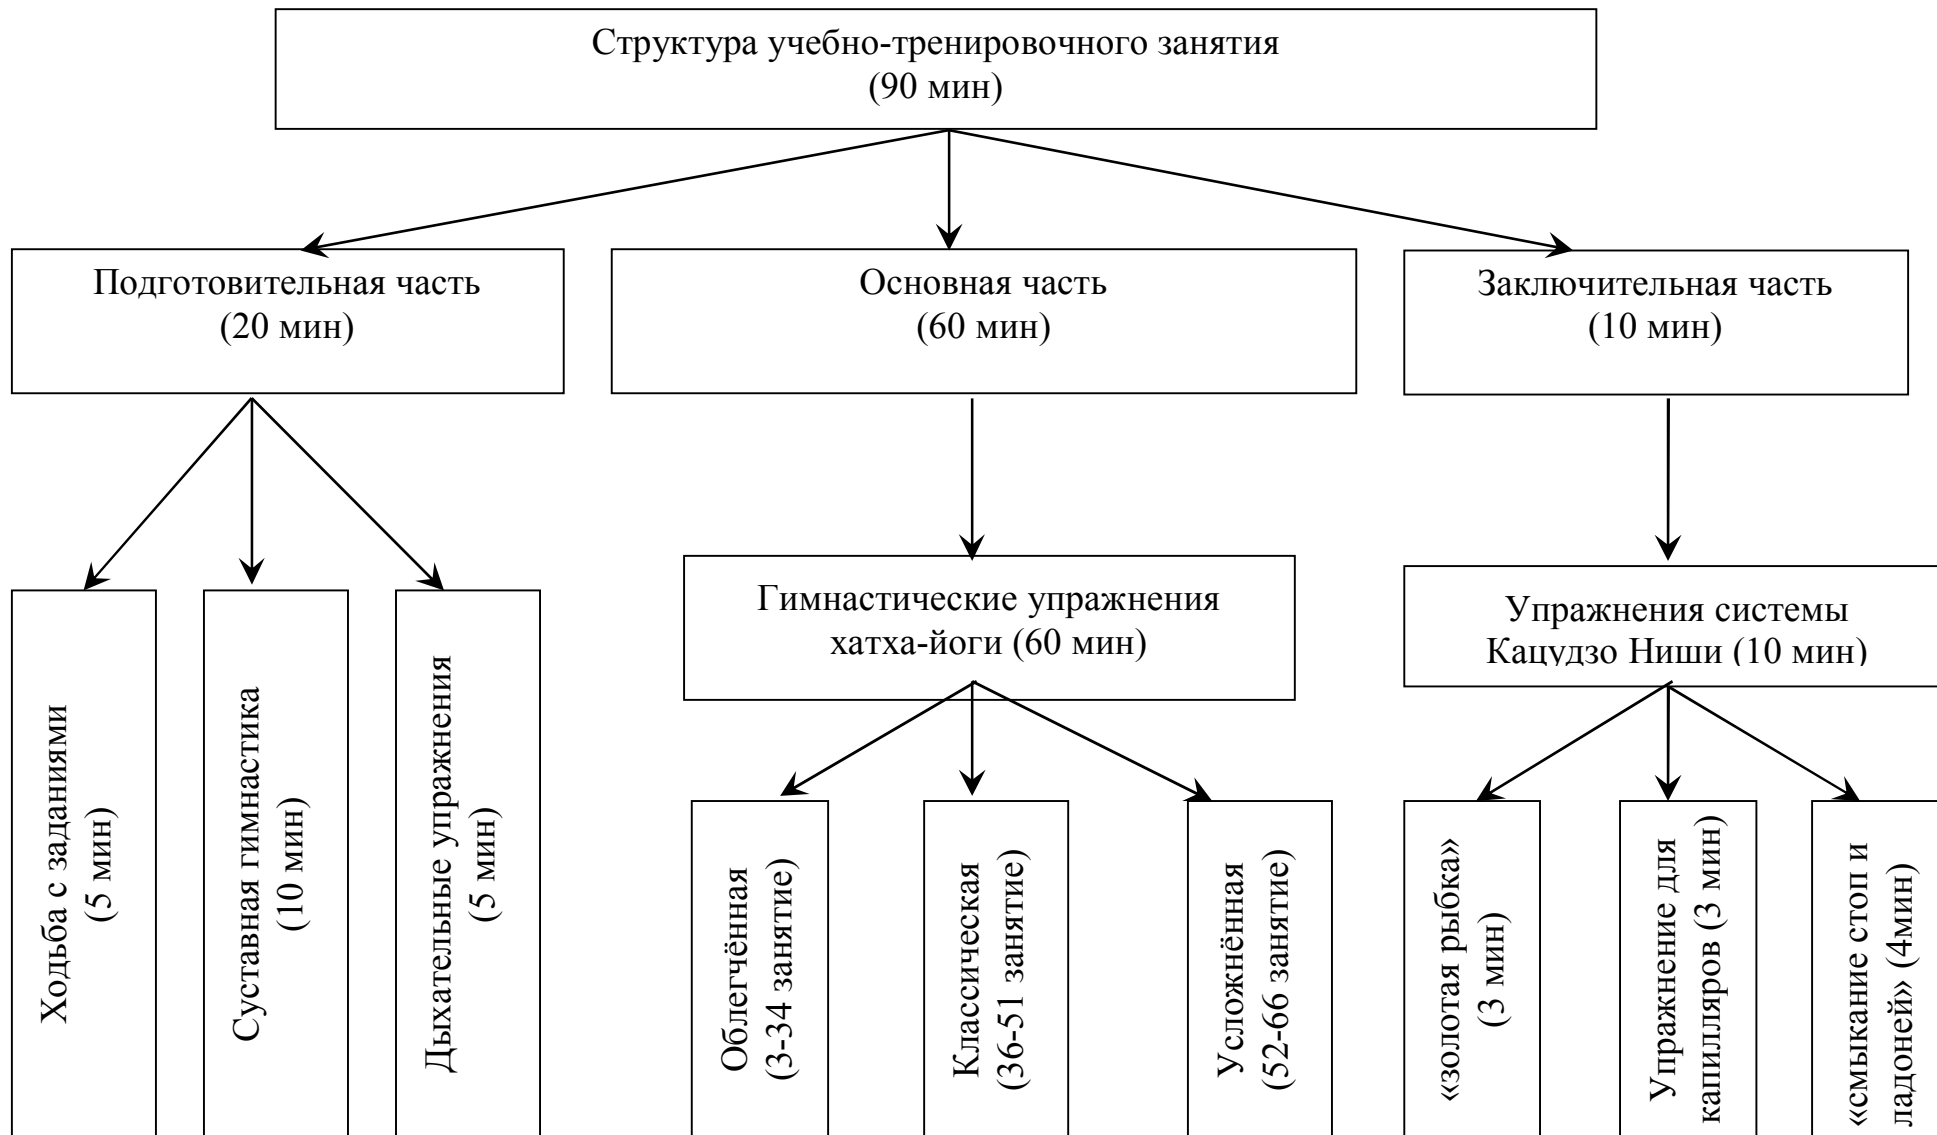 Структура учебно-тренировочного занятия
(90 мин)
Подготовительная часть
(20 мин)
Основная часть
(60 мин)
Заключительная часть
(10 мин)
Гимнастические упражнения
хатха-йоги (60 мин)
Упражнения системы
Кацудзо Ниши (10 мин)
Ходьба с заданиями
(5 мин)
Суставная гимнастика
(10 мин)
Дыхательные упражнения
(5 мин)
Облегчённая
(3-34 занятие)
Классическая
(36-51 занятие)
Усложнённая
(52-66 занятие)
«золотая рыбка»
(3 мин)
Упражнение для
капилляров (3 мин)
«смыкание стоп и
ладоней» (4мин)